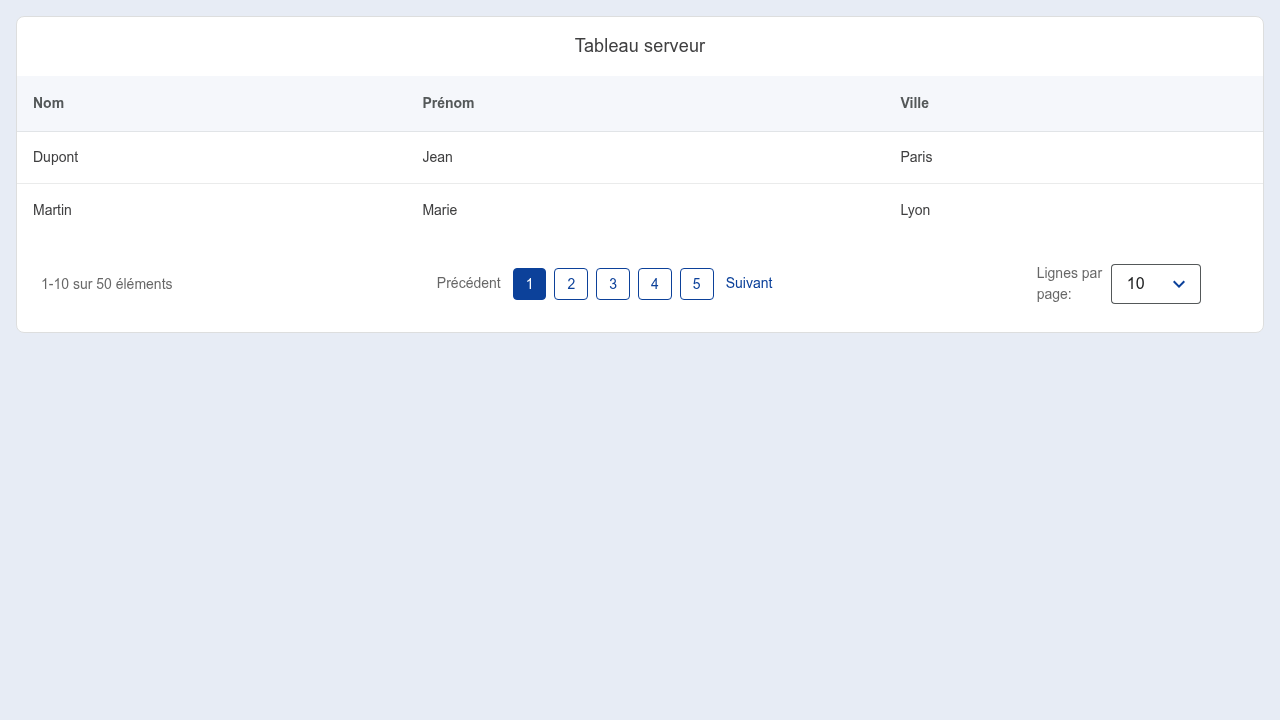 Tableau serveur
Nom Prénom Ville
Dupont Jean Paris
Martin Marie Lyon
1-10 sur 50 éléments Précédent 1 2 3 4 5 Suivant Lignes par page: 10